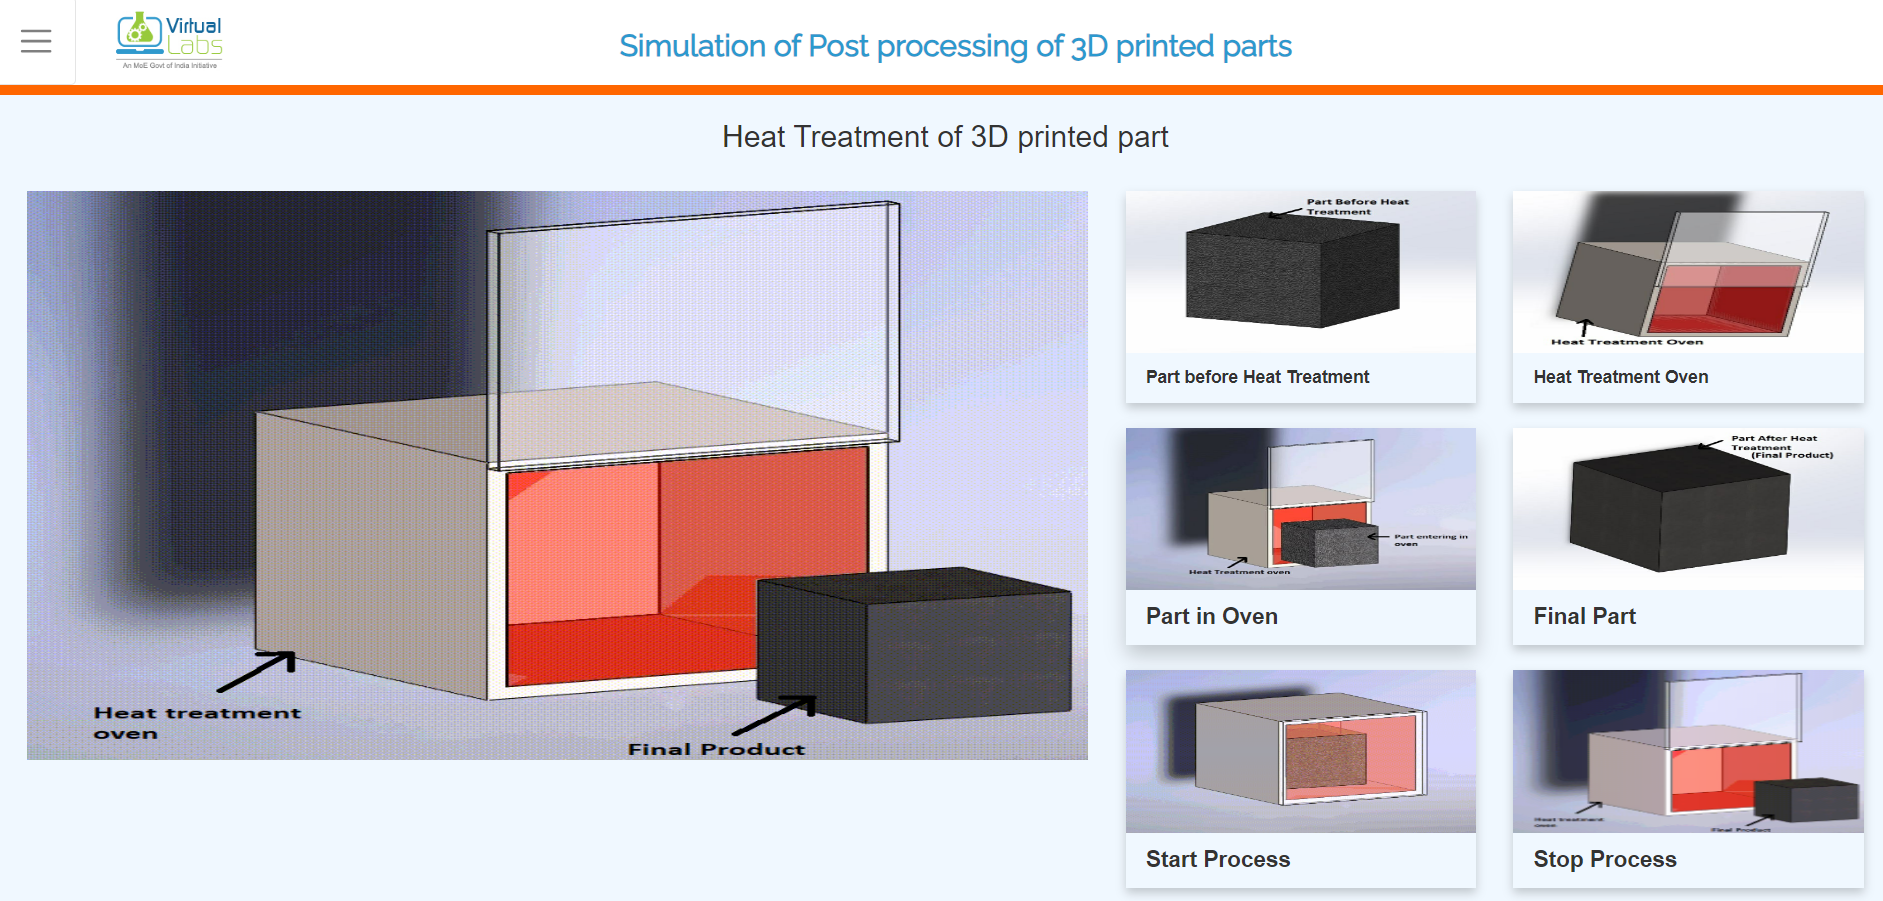 Virtual
Labs
An MoE Govt of India Initiative
Simulation of Post processing of 3D printed parts
Heat Treatment of 3D printed part
Heat treatment
oven
Final Product
Part Before Heat
Treatment
Part before Heat Treatment
Heat Treatment Oven
Heat Treatment Oven
Part entering in
oven
Heat Treatment oven
Part in Oven
Part After Heat
Treatment
(Final Product)
Final Part
Start Process
Heat treatment
oven
Final Product
Stop Process